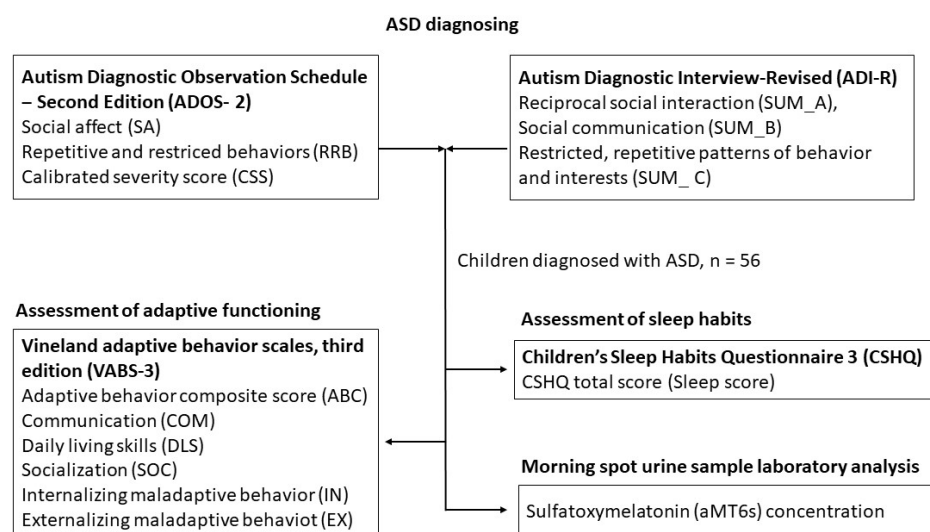 ASD diagnosing
Autism Diagnostic Observation Schedule
– Second Edition (ADOS- 2)
Social affect (SA)
Repetitive and restriced behaviors (RRB)
Calibrated severity score (CSS)
Autism Diagnostic Interview-Revised (ADI-R)
Reciprocal social interaction (SUM_A),
Social communication (SUM_B)
Restricted, repetitive patterns of behavior
and interests (SUM_ C)
Children diagnosed with ASD, n = 56
Assessment of adaptive functioning
Vineland adaptive behavior scales, third
edition (VABS-3)
Adaptive behavior composite score (ABC)
Communication (COM)
Daily living skills (DLS)
Socialization (SOC)
Internalizing maladaptive behavior (IN)
Externalizing maladaptive behaviot (EX)
Assessment of sleep habits
Children’s Sleep Habits Questionnaire 3 (CSHQ)
CSHQ total score (Sleep score)
Morning spot urine sample laboratory analysis
Sulfatoxymelatonin (aMT6s) concentration